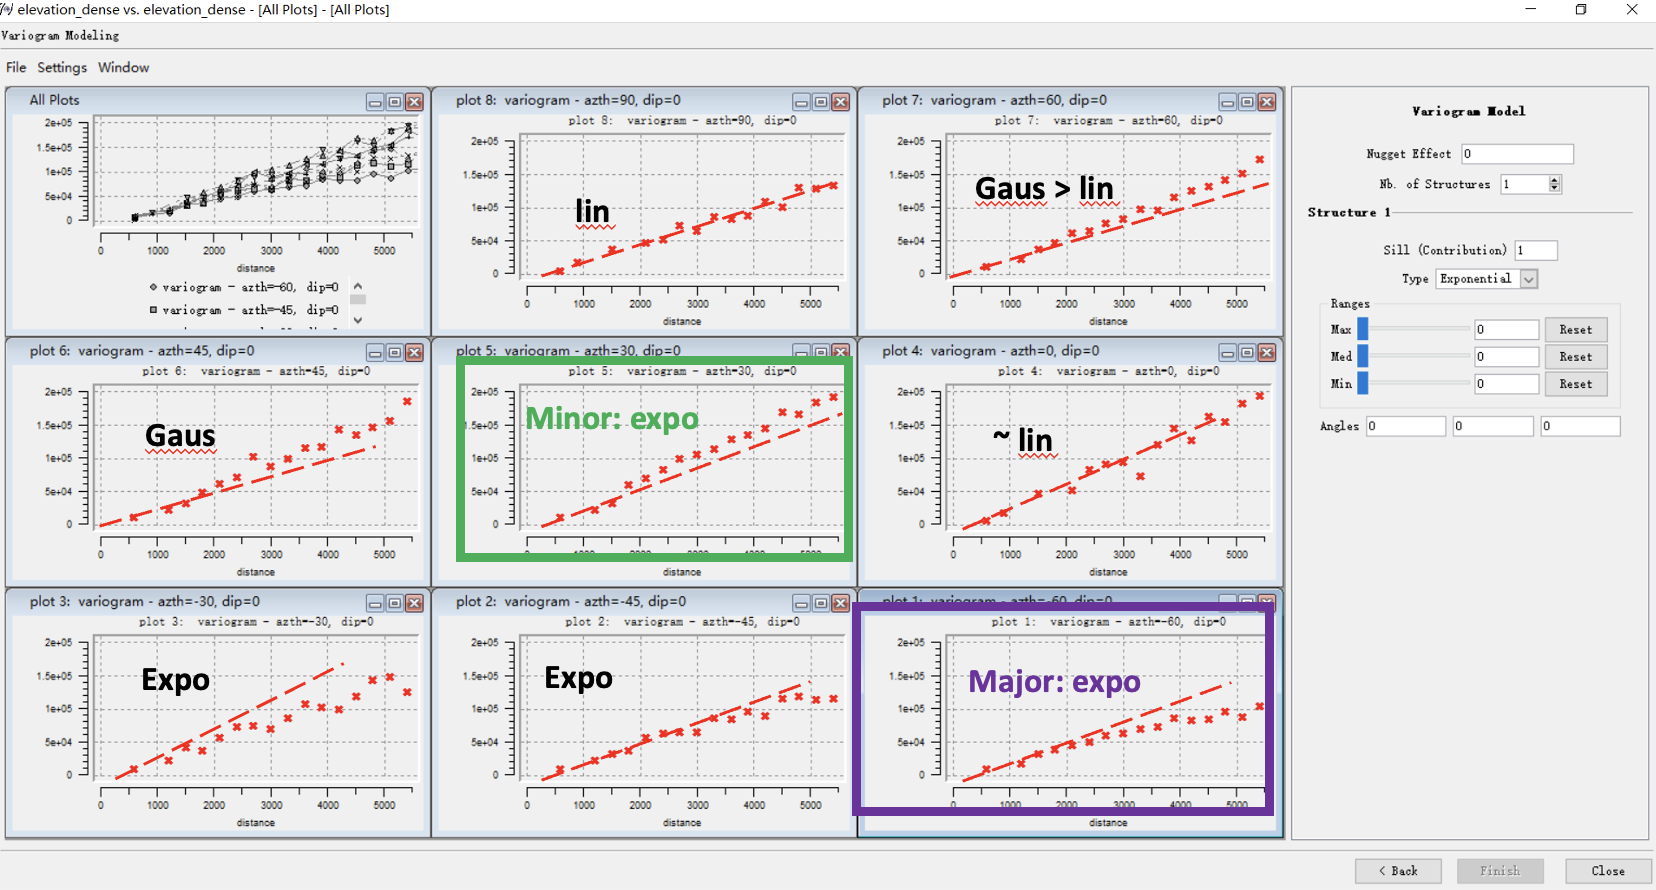 elevation_dense vs. elevation_dense - [All Plots] - [All Plots]
Variogram Modeling
File Settings Window
All Plots
2e+05
1.5e+05
1e+05
5e+04
0
0 1000 2000 3000 4000 5000
distance
variogram - azth=-60, dip=0
variogram - azth=-45, dip=0
plot 8: variogram - azth=90, dip=0
plot 8: variogram - azth=90, dip=0
2e+05
1.5e+05
1e+05
5e+04
0
lin
0 1000 2000 3000 4000 5000
distance
plot 7: variogram - azth=60, dip=0
plot 7: variogram - azth=60, dip=0
2e+05
1.5e+05
1e+05
5e+04
0
Gaus > lin
0 1000 2000 3000 4000 5000
distance
plot 6: variogram - azth=45, dip=0
plot 6: variogram - azth=45, dip=0
2e+05
1.5e+05
1e+05
5e+04
0
Gaus
0 1000 2000 3000 4000 5000
distance
plot 5: variogram - azth=30, dip=0
plot 5: variogram - azth=30, dip=0
2e+05
1.5e+05
1e+05
5e+04
0
Minor: expo
0 1000 2000 3000 4000 5000
distance
plot 4: variogram - azth=0, dip=0
plot 4: variogram - azth=0, dip=0
2e+05
1.5e+05
1e+05
5e+04
0
~ lin
0 1000 2000 3000 4000 5000
distance
plot 3: variogram - azth=-30, dip=0
plot 3: variogram - azth=-30, dip=0
2e+05
1.5e+05
1e+05
5e+04
0
Expo
0 1000 2000 3000 4000 5000
distance
plot 2: variogram - azth=-45, dip=0
plot 2: variogram - azth=-45, dip=0
2e+05
1.5e+05
1e+05
5e+04
0
Expo
0 1000 2000 3000 4000 5000
distance
plot 1: variogram - azth=-60, dip=0
plot 1: variogram - azth=-60, dip=0
2e+05
1.5e+05
1e+05
5e+04
0
Major: expo
0 1000 2000 3000 4000 5000
distance
Variogram Model
Nugget Effect 0
Nb. of Structures 1
Structure 1
Sill (Contribution) 1
Type Exponential
Ranges
Max 0 Reset
Med 0 Reset
Min 0 Reset
Angles 0 0 0
< Back Finish Close